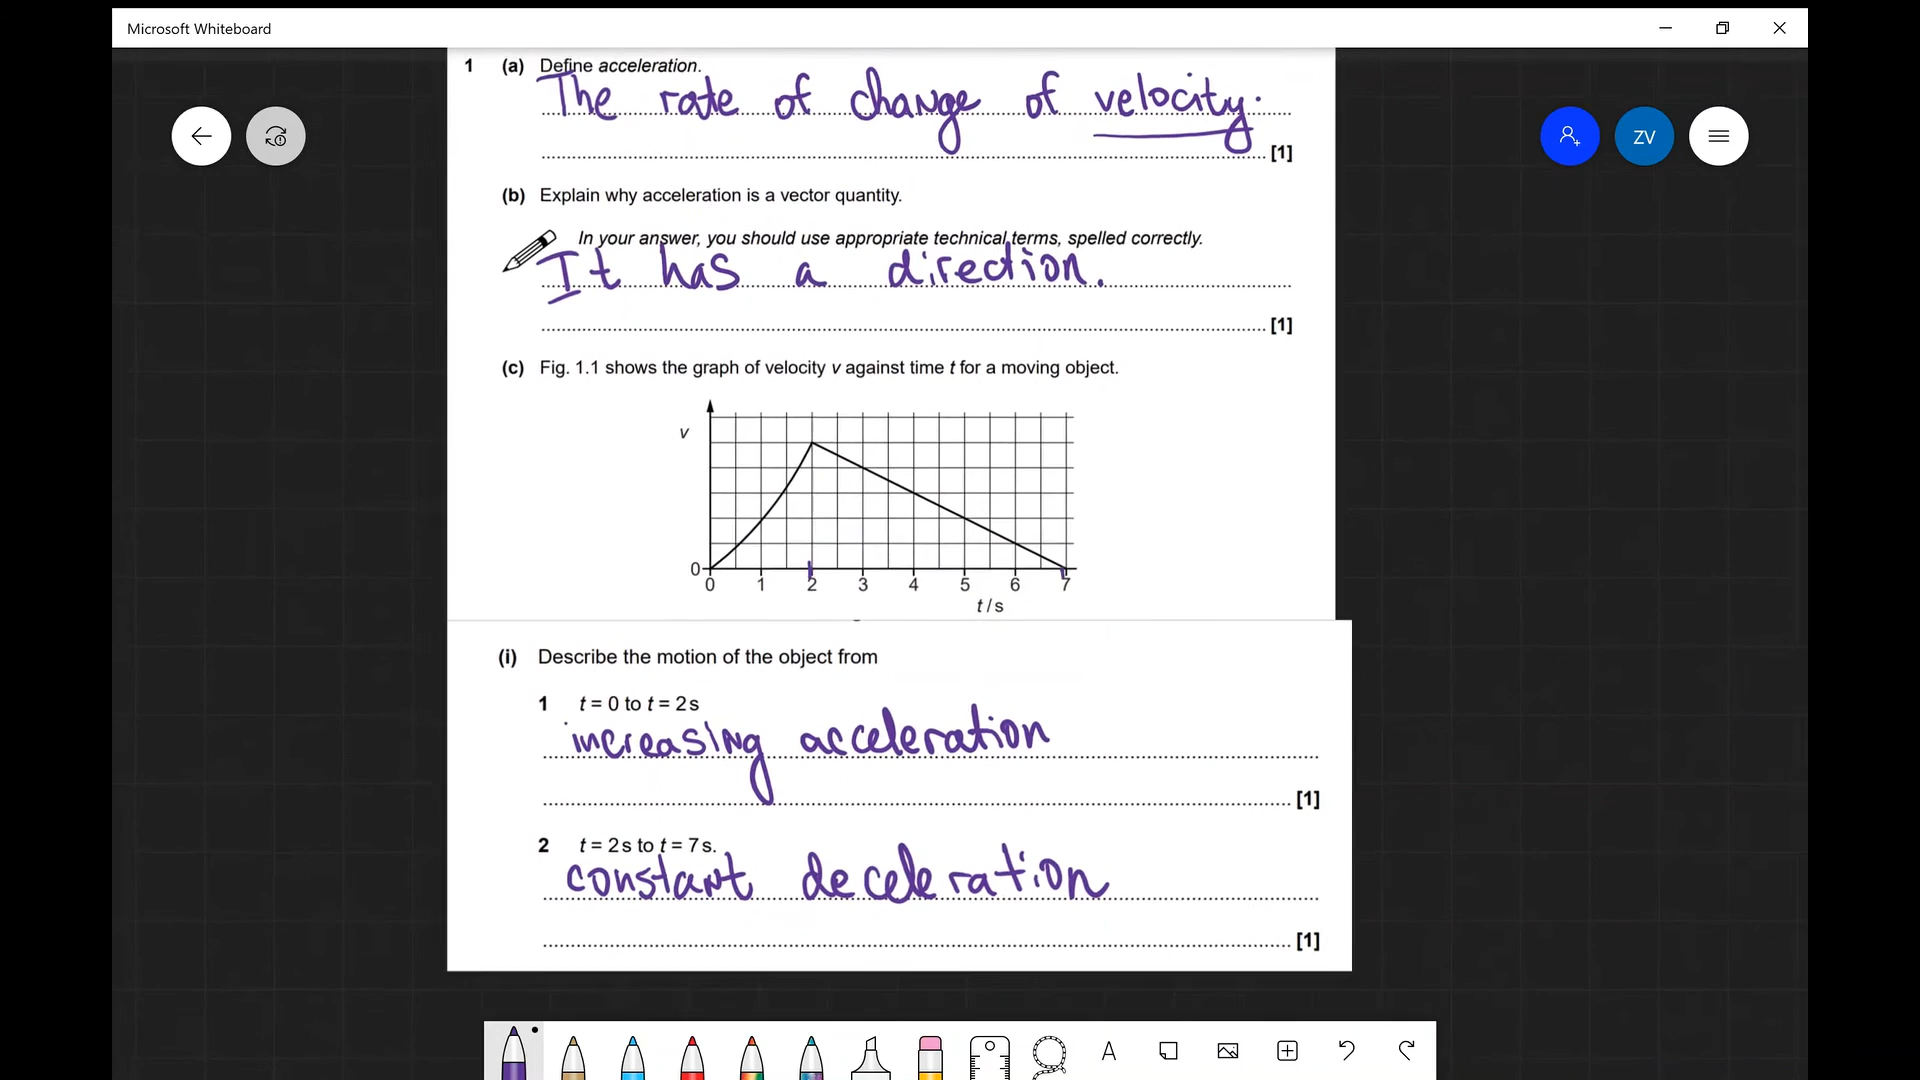 Microsoft Whiteboard
1 (a) Define acceleration.
The rate of change of velocity.
[1]
(b) Explain why acceleration is a vector quantity.
In your answer, you should use appropriate technical terms, spelled correctly.
It has a direction.
[1]
(c) Fig. 1.1 shows the graph of velocity v against time t for a moving object.
v
0
0 1 2 3 4 5 6 7
t / s
(i) Describe the motion of the object from
1 t = 0 to t = 2 s
increasing acceleration
[1]
2 t = 2 s to t = 7 s.
constant deceleration
[1]
ZV
A